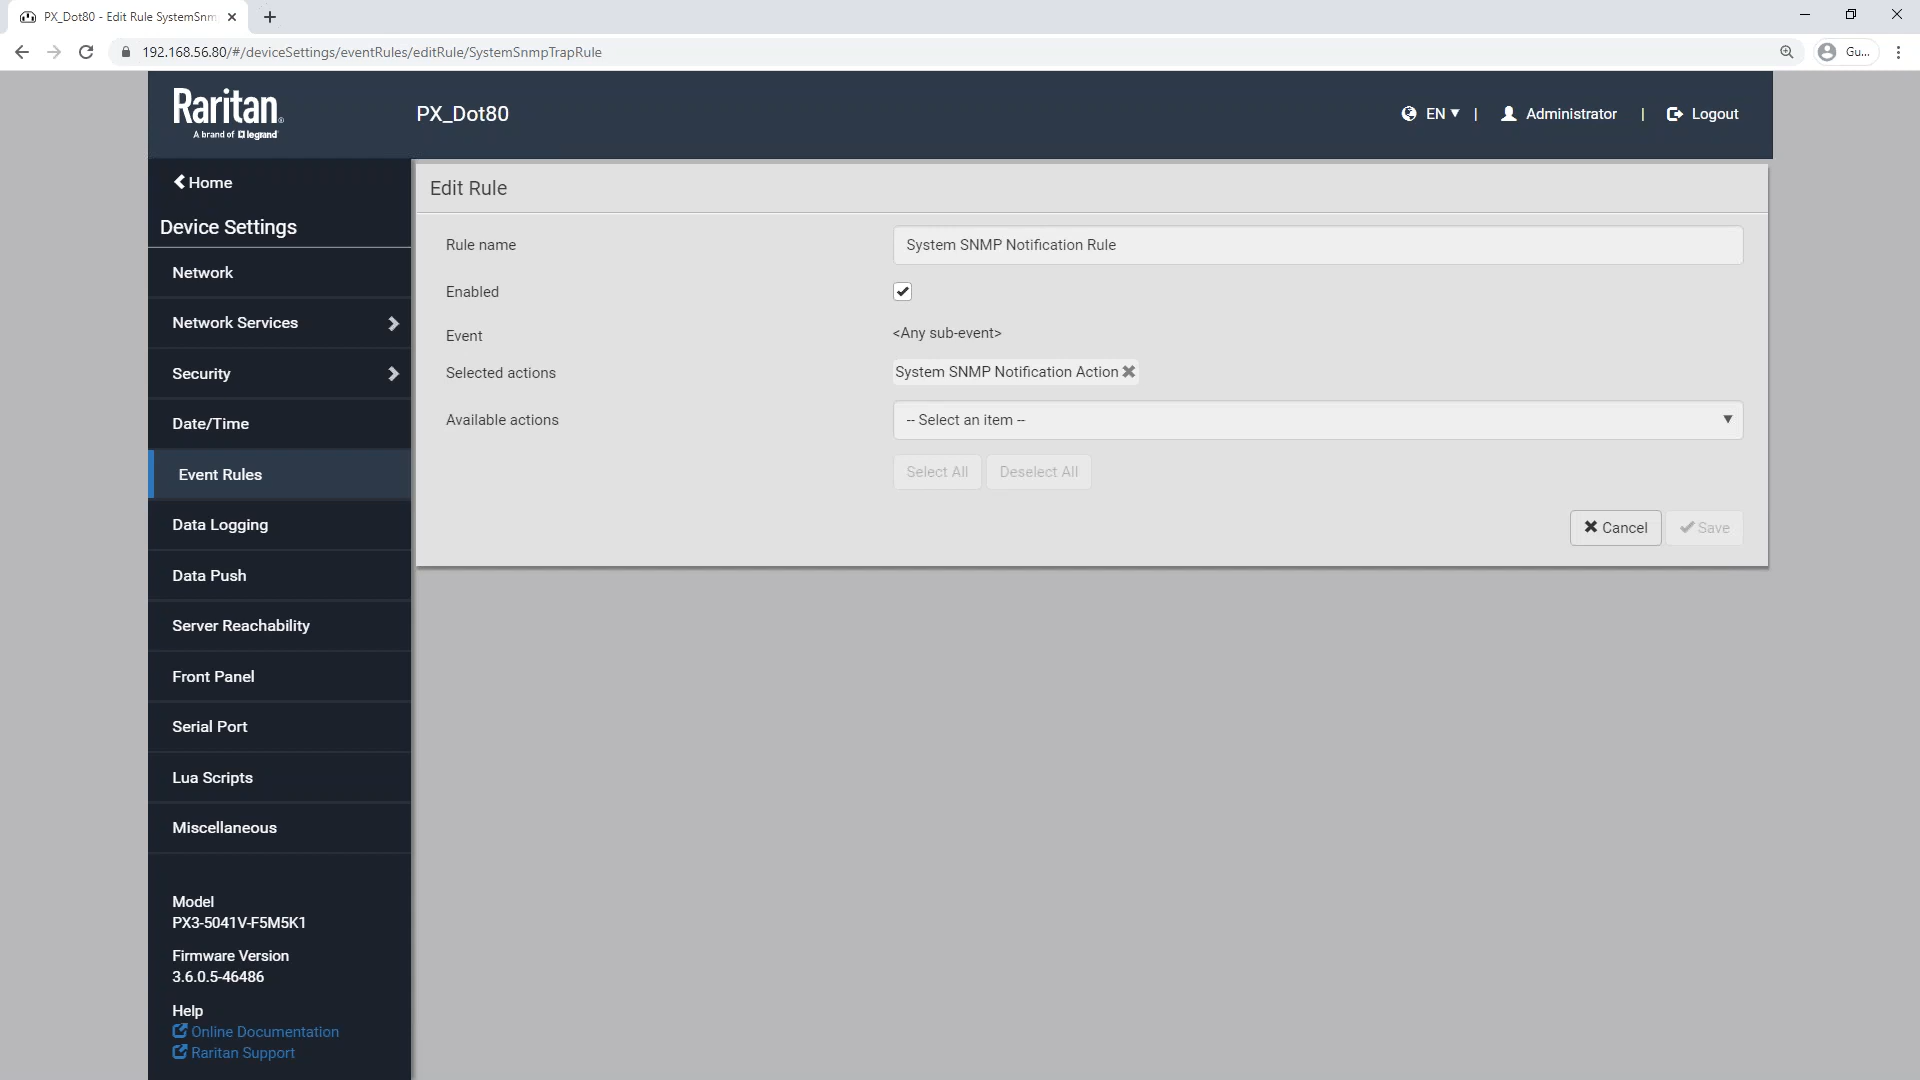 PX_Dot80 - Edit Rule SystemSnm
192.168.56.80/#/deviceSettings/eventRules/editRule/SystemSnmpTrapRule
Gu...
Raritan.
A brand of legrand
PX_Dot80
EN
|
Administrator
|
Logout
Home
Device Settings
Network
Network Services
Security
Date/Time
Event Rules
Data Logging
Data Push
Server Reachability
Front Panel
Serial Port
Lua Scripts
Miscellaneous
Model
PX3-5041V-F5M5K1
Firmware Version
3.6.0.5-46486
Help
Online Documentation
Raritan Support
Edit Rule
Rule name
System SNMP Notification Rule
Enabled
Event
<Any sub-event>
Selected actions
System SNMP Notification Action
Available actions
-- Select an item --
Select All
Deselect All
Cancel
Save